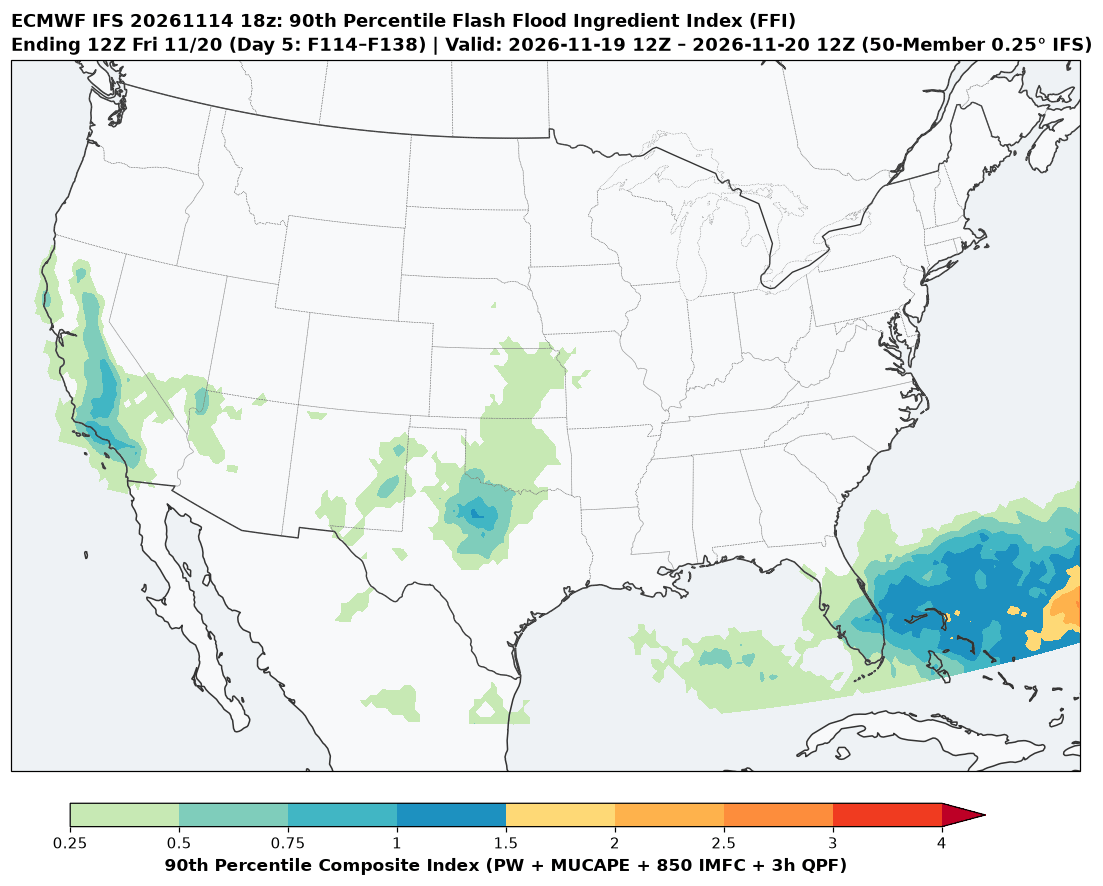 ECMWF IFS 20261114 18z: 90th Percentile Flash Flood Ingredient Index (FFI)
Ending 12Z Fri 11/20 (Day 5: F114–F138) | Valid: 2026-11-19 12Z – 2026-11-20 12Z (50-Member 0.25° IFS)
0.25 0.5 0.75 1 1.5 2 2.5 3 4
90th Percentile Composite Index (PW + MUCAPE + 850 IMFC + 3h QPF)